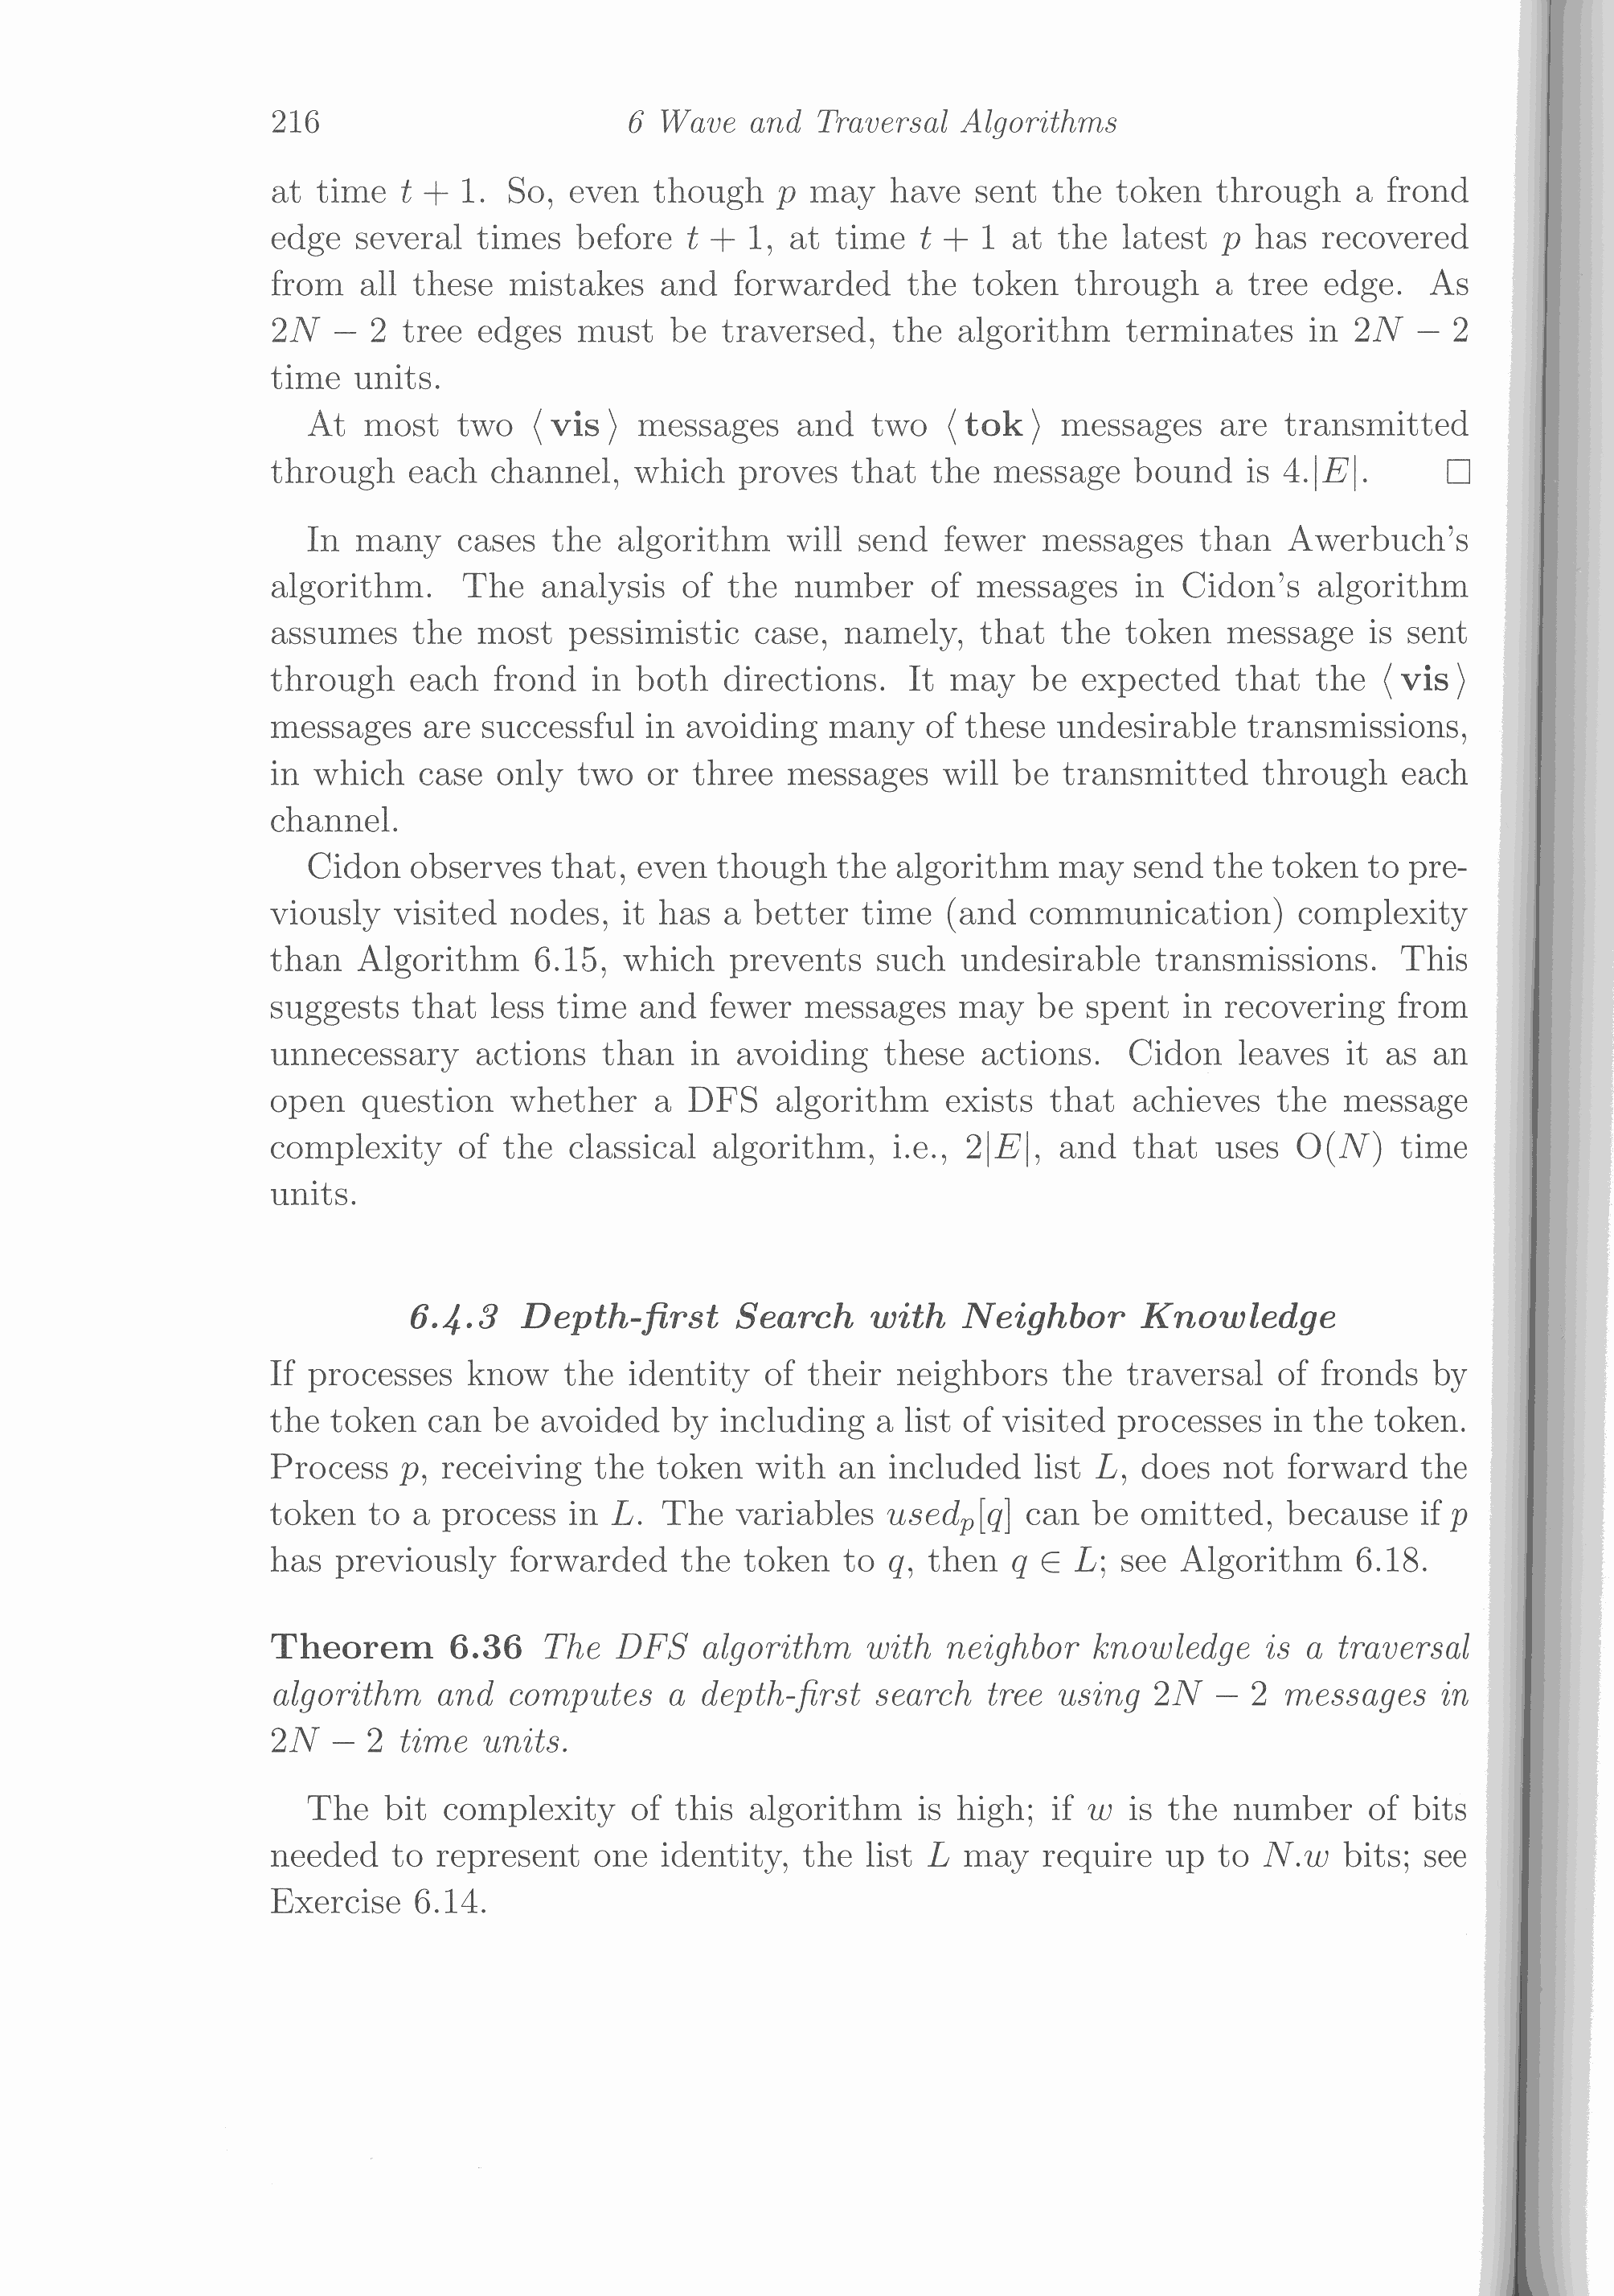 216 6 Wave and Traversal Algorithms
at time t + 1. So, even though p may have sent the token through a frond
edge several times before t + 1, at time t + 1 at the latest p has recovered
from all these mistakes and forwarded the token through a tree edge. As
2N − 2 tree edges must be traversed, the algorithm terminates in 2N − 2
time units.
At most two ⟨vis⟩ messages and two ⟨tok⟩ messages are transmitted
through each channel, which proves that the message bound is 4.|E|. □
In many cases the algorithm will send fewer messages than Awerbuch's
algorithm. The analysis of the number of messages in Cidon's algorithm
assumes the most pessimistic case, namely, that the token message is sent
through each frond in both directions. It may be expected that the ⟨vis⟩
messages are successful in avoiding many of these undesirable transmissions,
in which case only two or three messages will be transmitted through each
channel.
Cidon observes that, even though the algorithm may send the token to pre-
viously visited nodes, it has a better time (and communication) complexity
than Algorithm 6.15, which prevents such undesirable transmissions. This
suggests that less time and fewer messages may be spent in recovering from
unnecessary actions than in avoiding these actions. Cidon leaves it as an
open question whether a DFS algorithm exists that achieves the message
complexity of the classical algorithm, i.e., 2|E|, and that uses O(N) time
units.
6.4.3 Depth-first Search with Neighbor Knowledge
If processes know the identity of their neighbors the traversal of fronds by
the token can be avoided by including a list of visited processes in the token.
Process p, receiving the token with an included list L, does not forward the
token to a process in L. The variables usedₚ[q] can be omitted, because if p
has previously forwarded the token to q, then q ∈ L; see Algorithm 6.18.
Theorem 6.36 The DFS algorithm with neighbor knowledge is a traversal
algorithm and computes a depth-first search tree using 2N − 2 messages in
2N − 2 time units.
The bit complexity of this algorithm is high; if w is the number of bits
needed to represent one identity, the list L may require up to N.w bits; see
Exercise 6.14.